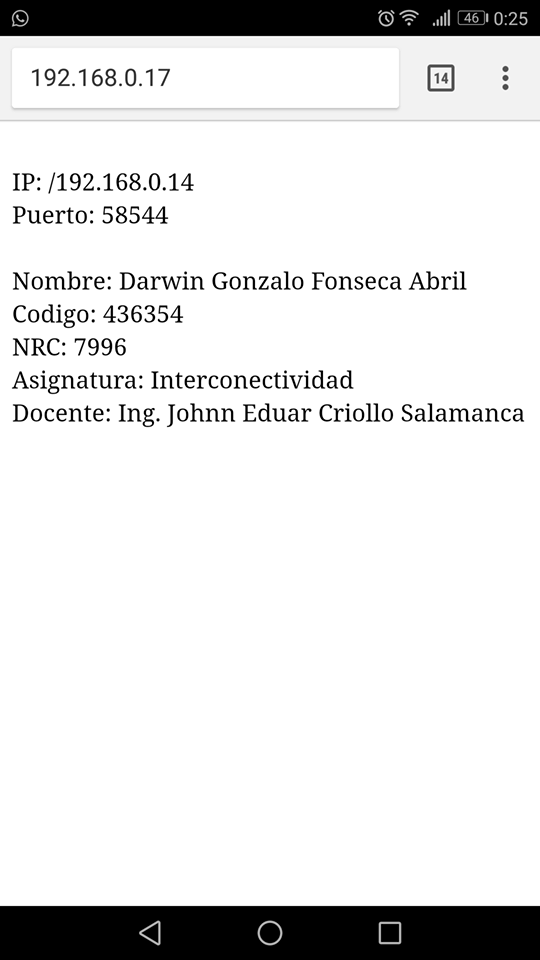 46 0:25
192.168.0.17 14
IP: /192.168.0.14
Puerto: 58544
Nombre: Darwin Gonzalo Fonseca Abril
Codigo: 436354
NRC: 7996
Asignatura: Interconectividad
Docente: Ing. Johnn Eduar Criollo Salamanca